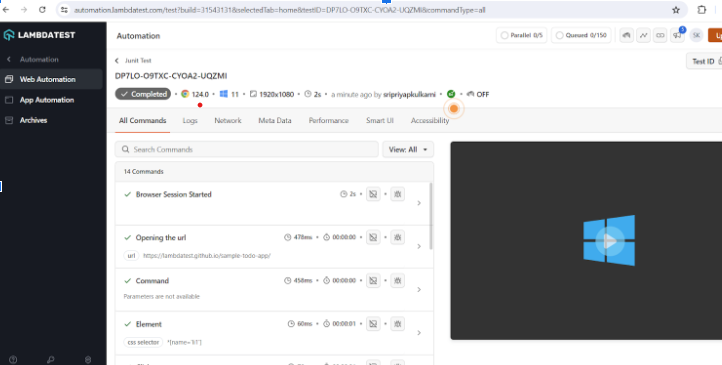 automation.lambdatest.com/test?build=31543131&selectedTab=home&testID=DP7LO-O9TXC-CYOA2-UQZMI&commandType=all
LAMBDATEST
Automation
Web Automation
App Automation
Archives
Automation
Parallel 0/5
Queued 0/150
SK
Junit Test
DP7LO-O9TXC-CYOA2-UQZMI
Test ID
Completed • 124.0 • 11 • 1920x1080 • 2s • a minute ago by sripriyapkulkarni • • OFF
All Commands Logs Network Meta Data Performance Smart UI Accessibility
Search Commands
View: All
14 Commands
Browser Session Started 2s
Opening the url 478ms • 00:00:00
url https://lambdatest.github.io/sample-todo-app/
Command 458ms • 00:00:00
Parameters are not available
Element 60ms • 00:00:01
css selector *[name='li1']